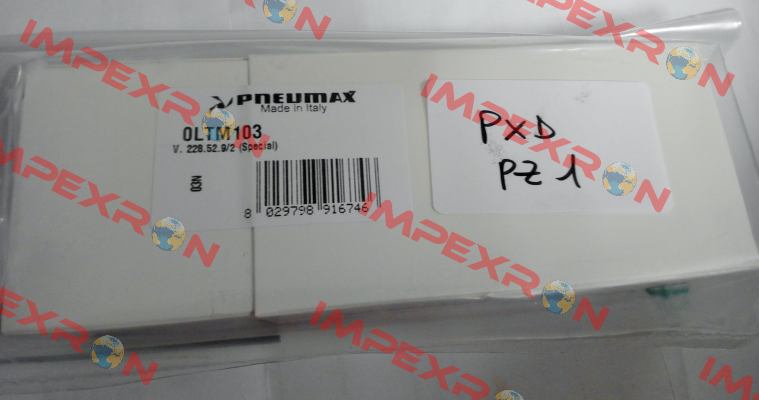 PNEUMAX
Made in Italy
OLTM103
V. 228.52.9/2 (Special)
8 029798 916746
PXD
PZ 1
IMPEXRON
IMPEXRON
IMPEXRON
IMPEXRON
IMPEXRON
IMPEXRON
IMPEXRON